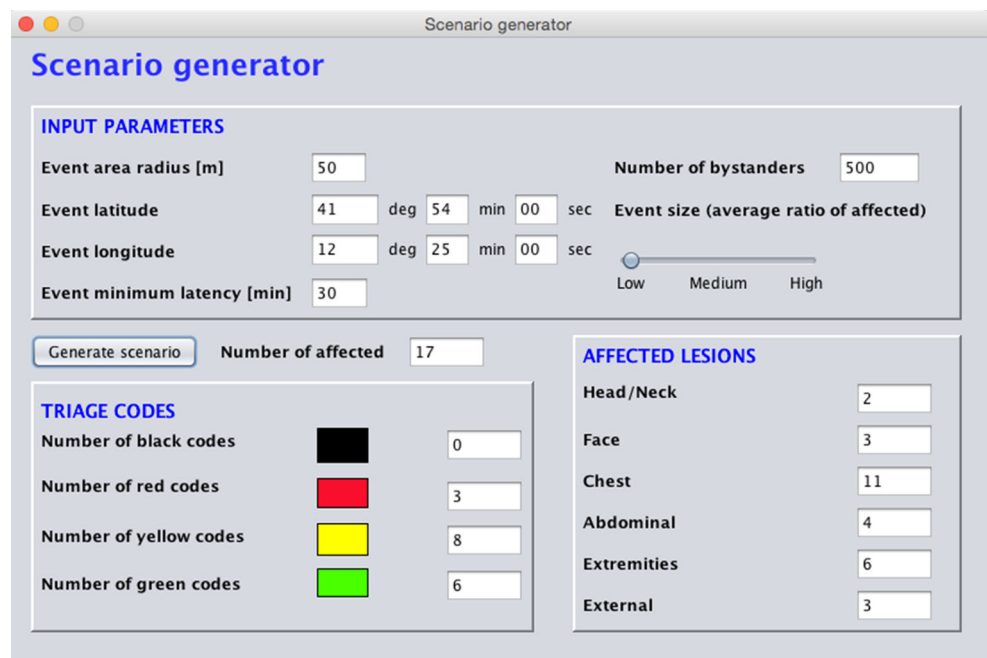 Scenario generator
Scenario generator
INPUT PARAMETERS
Event area radius [m] 50 Number of bystanders 500
Event latitude 41 deg 54 min 00 sec Event size (average ratio of affected)
Event longitude 12 deg 25 min 00 sec
Low Medium High
Event minimum latency [min] 30
Generate scenario Number of affected 17
TRIAGE CODES
Number of black codes 0
Number of red codes 3
Number of yellow codes 8
Number of green codes 6
AFFECTED LESIONS
Head/Neck 2
Face 3
Chest 11
Abdominal 4
Extremities 6
External 3